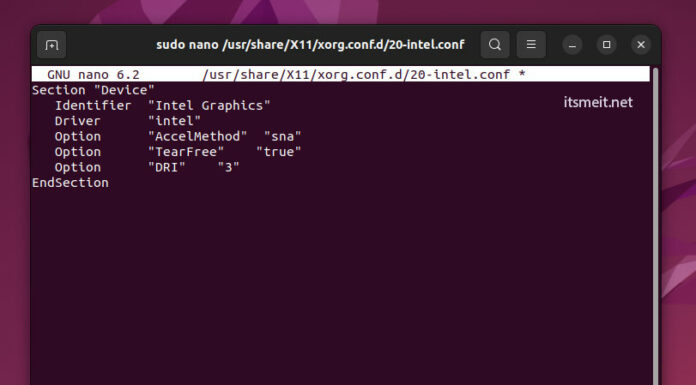 sudo nano /usr/share/X11/xorg.conf.d/20-intel.conf
GNU nano 6.2 /usr/share/X11/xorg.conf.d/20-intel.conf *
Section "Device"
Identifier "Intel Graphics"
Driver "intel"
Option "AccelMethod" "sna"
Option "TearFree" "true"
Option "DRI" "3"
EndSection
itsmeit.net